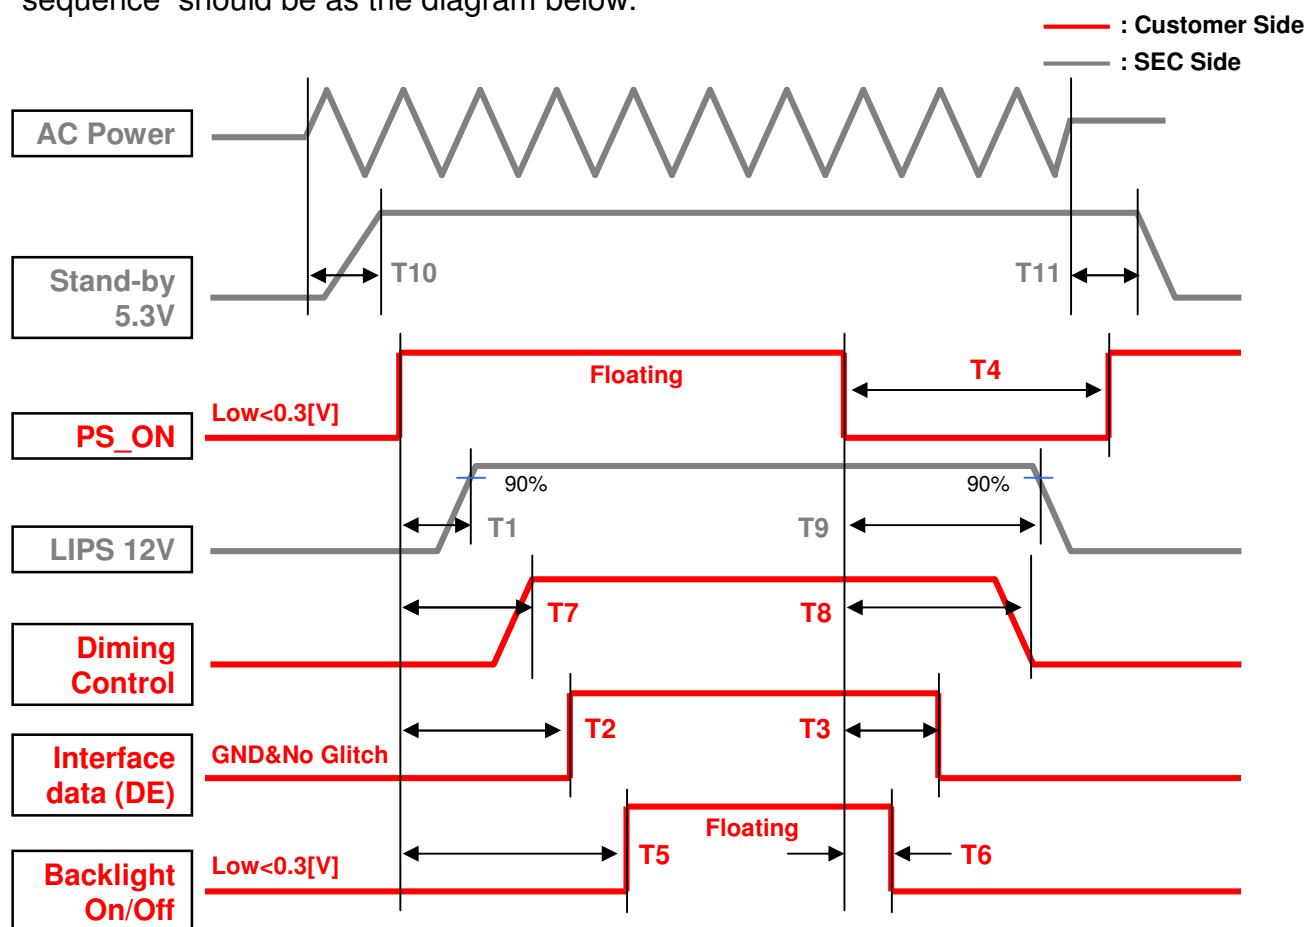 sequence" should be as the diagram below.
: Customer Side
: SEC Side
AC Power
Stand-by
5.3V
T10
T11
Floating
T4
Low<0.3[V]
PS_ON
90%
90%
T1
T9
LIPS 12V
T7
T8
Diming
Control
T2
T3
Interface
data (DE)
GND&No Glitch
Floating
T5
T6
Low<0.3[V]
Backlight
On/Off